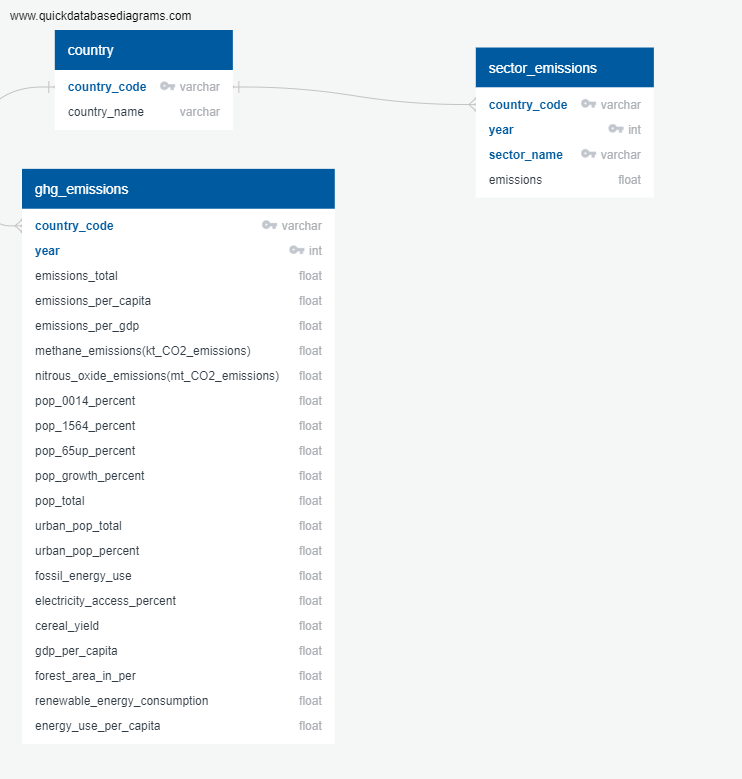 www.quickdatabasediagrams.com
country
country_code varchar
country_name varchar
sector_emissions
country_code varchar
year int
sector_name varchar
emissions float
ghg_emissions
country_code varchar
year int
emissions_total float
emissions_per_capita float
emissions_per_gdp float
methane_emissions(kt_CO2_emissions) float
nitrous_oxide_emissions(mt_CO2_emissions) float
pop_0014_percent float
pop_1564_percent float
pop_65up_percent float
pop_growth_percent float
pop_total float
urban_pop_total float
urban_pop_percent float
fossil_energy_use float
electricity_access_percent float
cereal_yield float
gdp_per_capita float
forest_area_in_per float
renewable_energy_consumption float
energy_use_per_capita float